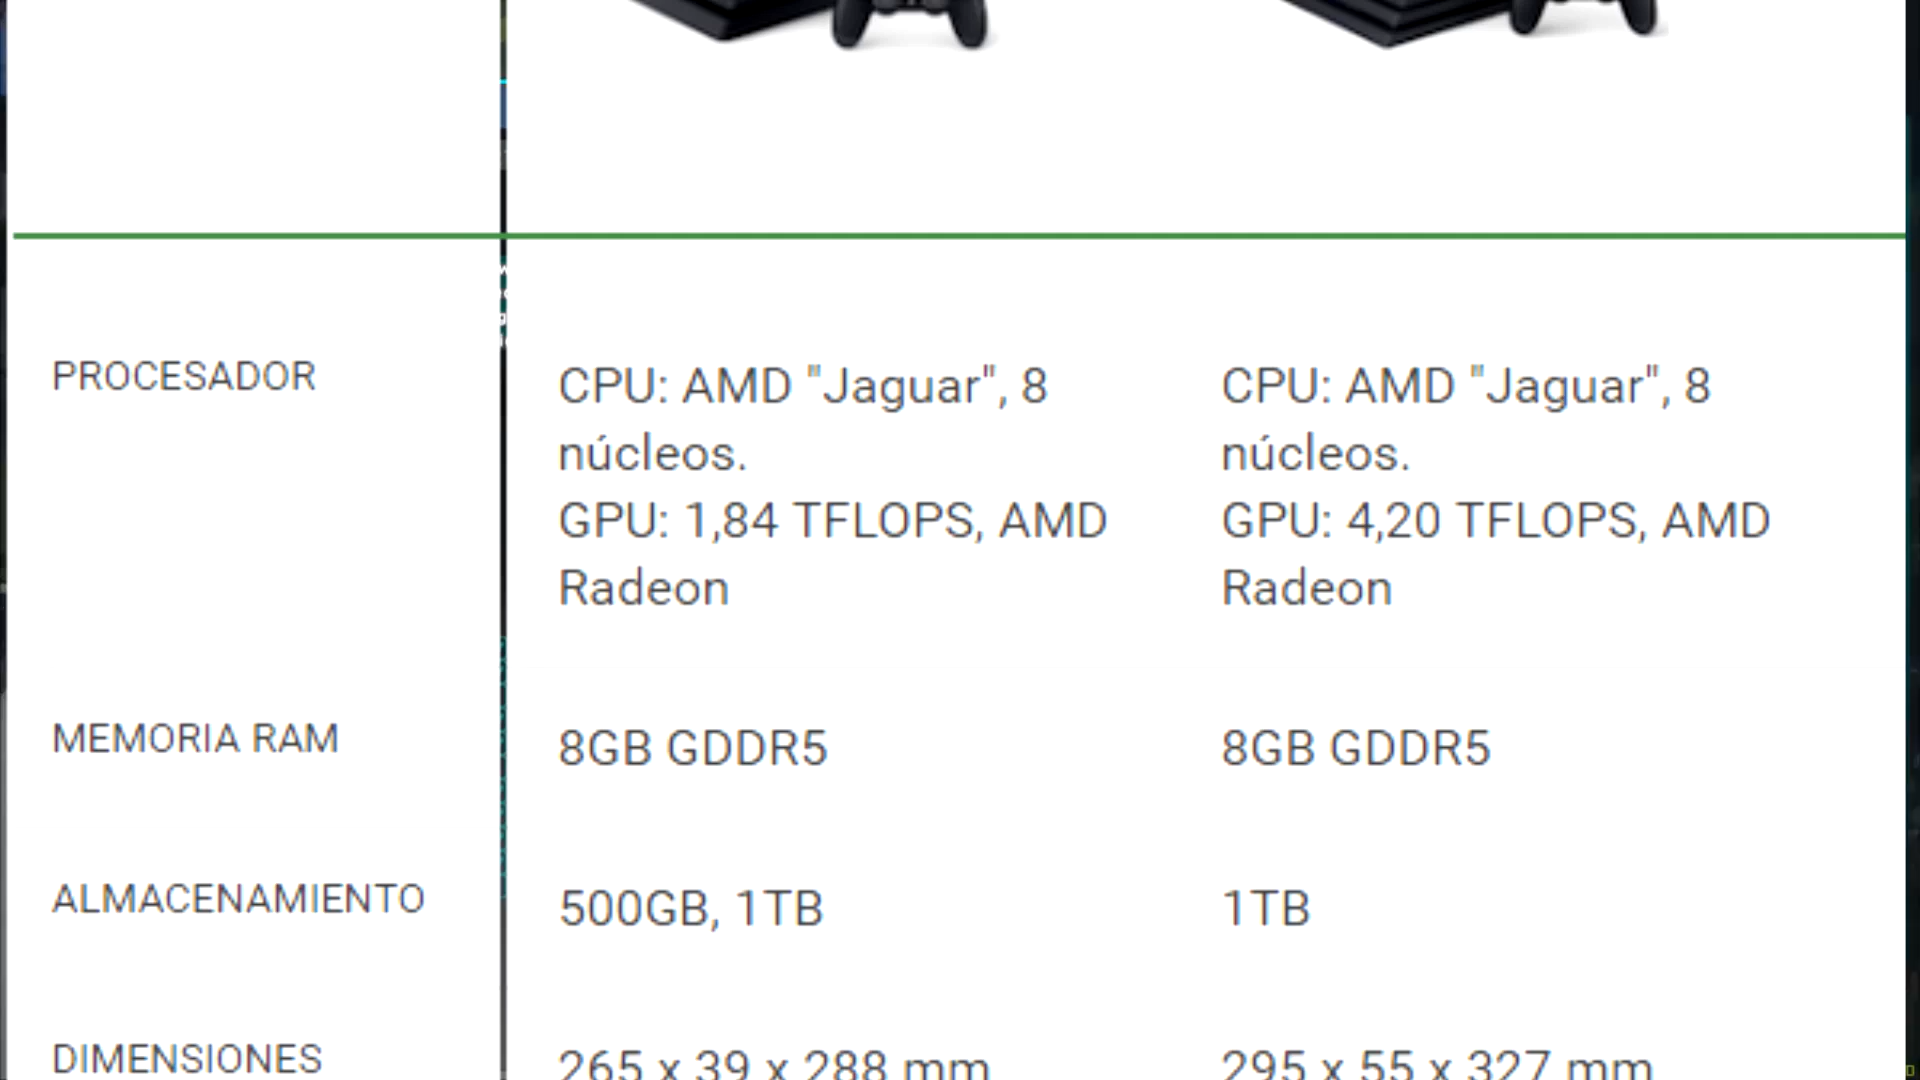 PROCESADOR
CPU: AMD "Jaguar", 8
núcleos.
GPU: 1,84 TFLOPS, AMD
Radeon
CPU: AMD "Jaguar", 8
núcleos.
GPU: 4,20 TFLOPS, AMD
Radeon
MEMORIA RAM
8GB GDDR5
8GB GDDR5
ALMACENAMIENTO
500GB, 1TB
1TB
DIMENSIONES
265 x 39 x 288 mm
295 x 55 x 327 mm